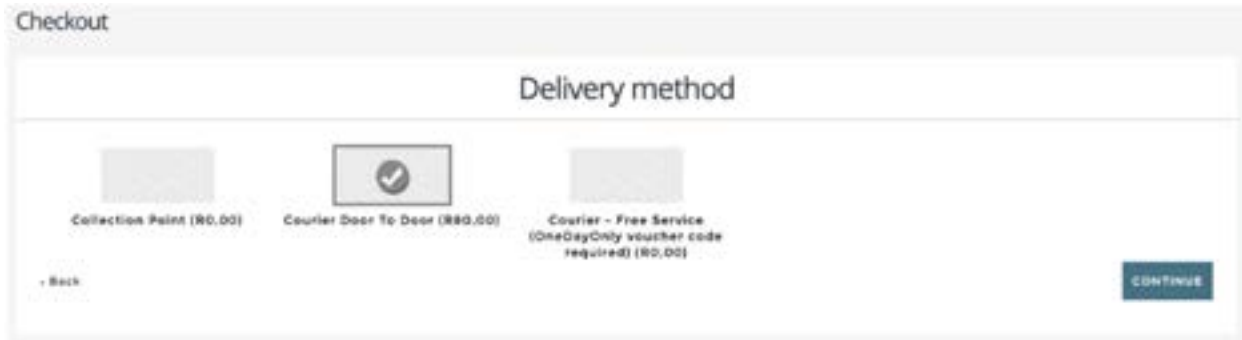 Checkout
Delivery method
Collection Point (R0,00)
Courier Door To Door (R80,00)
Courier - Free Service
(OneDayOnly voucher code
required) (R0,00)
‹ Back
CONTINUE